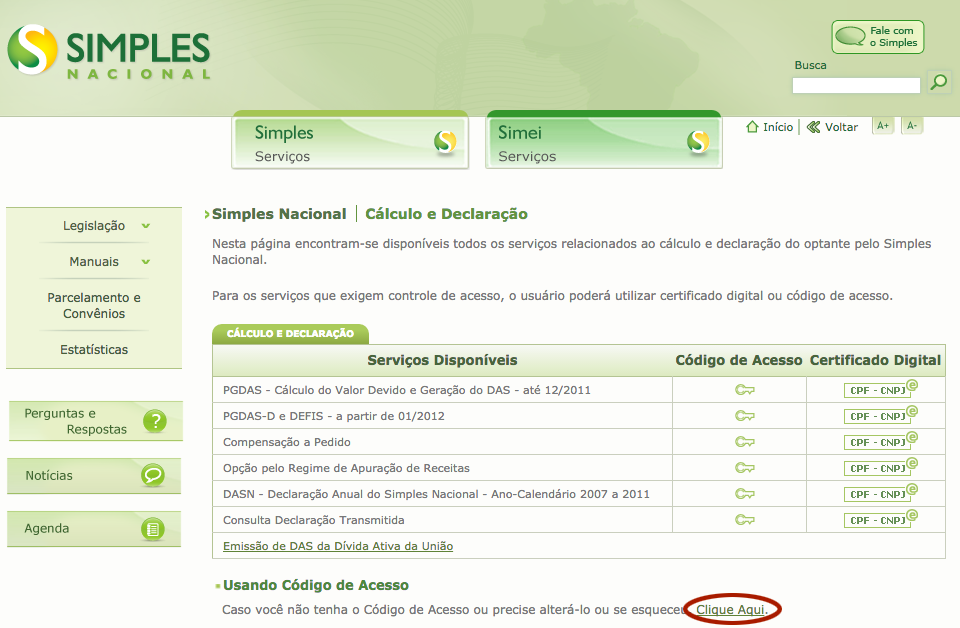 SIMPLES
NACIONAL
Fale com
o Simples
Busca
Simples
Serviços
Simei
Serviços
Início
Voltar
A+
A-
Legislação
Manuais
Parcelamento e
Convênios
Estatísticas
Perguntas e
Respostas
?
Notícias
Agenda
Simples Nacional | Cálculo e Declaração
Nesta página encontram-se disponíveis todos os serviços relacionados ao cálculo e declaração do optante pelo Simples
Nacional.
Para os serviços que exigem controle de acesso, o usuário poderá utilizar certificado digital ou código de acesso.
CÁLCULO E DECLARAÇÃO
Serviços Disponíveis Código de Acesso Certificado Digital
PGDAS - Cálculo do Valor Devido e Geração do DAS - até 12/2011 CPF - CNPJ e
PGDAS-D e DEFIS - a partir de 01/2012 CPF - CNPJ e
Compensação a Pedido CPF - CNPJ e
Opção pelo Regime de Apuração de Receitas CPF - CNPJ e
DASN - Declaração Anual do Simples Nacional - Ano-Calendário 2007 a 2011 CPF - CNPJ e
Consulta Declaração Transmitida CPF - CNPJ e
Emissão de DAS da Dívida Ativa da União
Usando Código de Acesso
Caso você não tenha o Código de Acesso ou precise alterá-lo ou se esqueceu Clique Aqui.